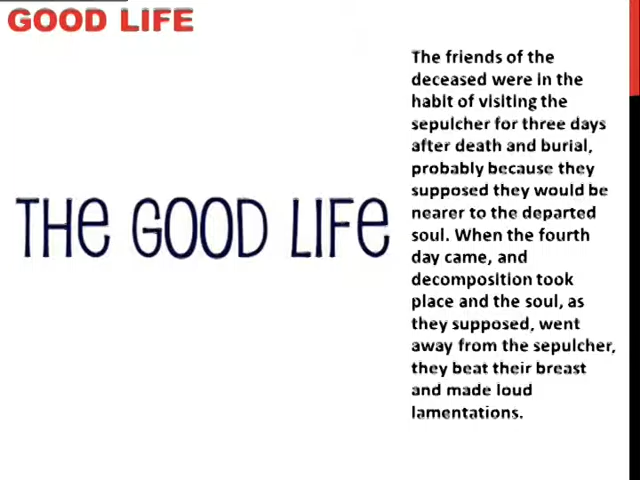 GOOD LIFE
THe GOOD LIFe
The friends of the
deceased were in the
habit of visiting the
sepulcher for three days
after death and burial,
probably because they
supposed they would be
nearer to the departed
soul. When the fourth
day came, and
decomposition took
place and the soul, as
they supposed, went
away from the sepulcher,
they beat their breast
and made loud
lamentations.